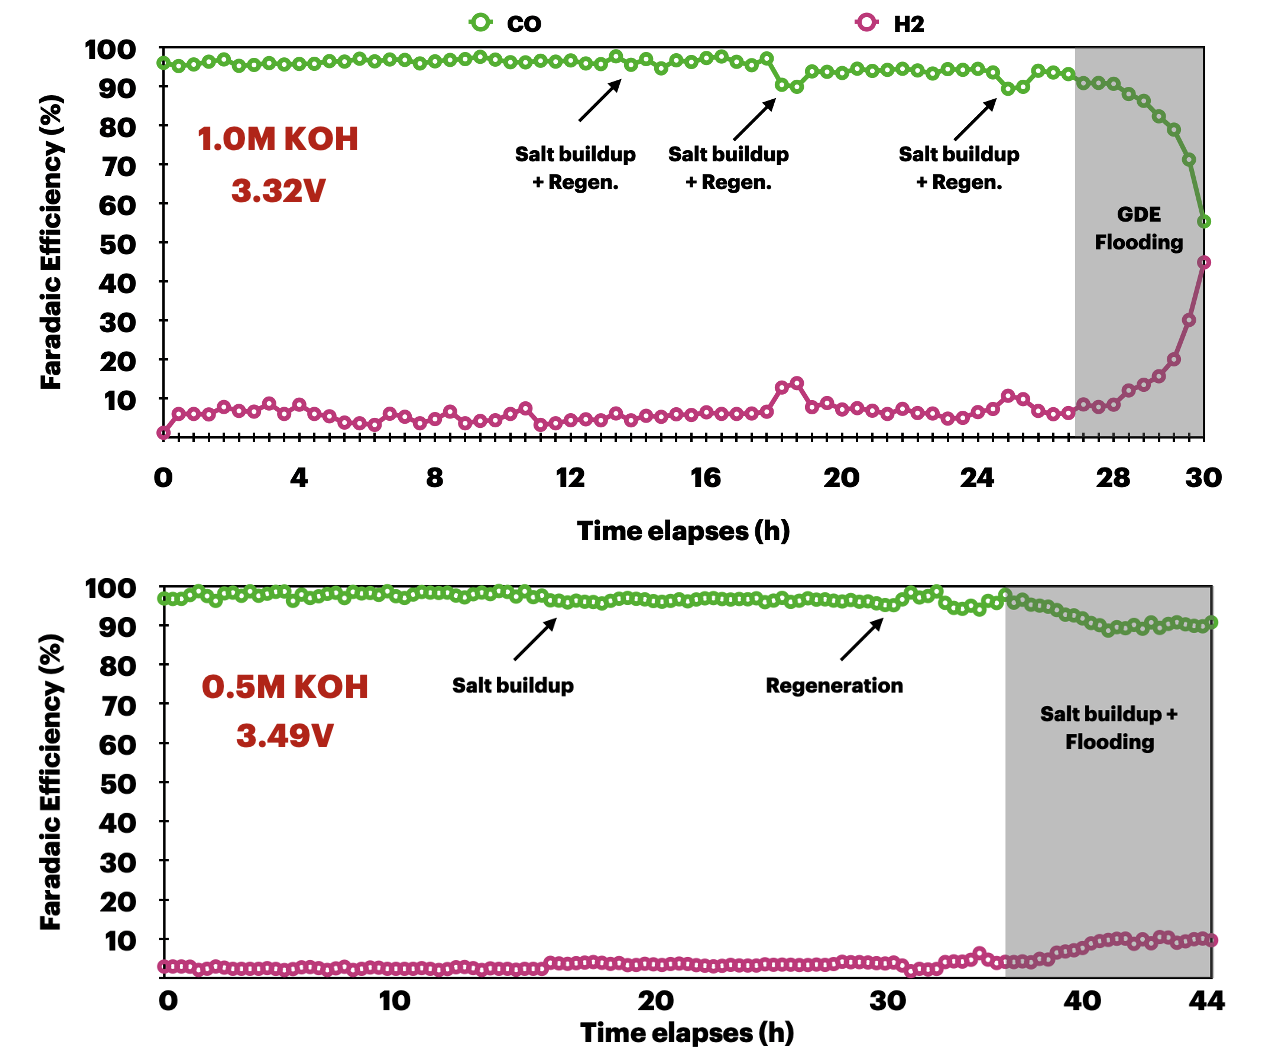 CO H2
100
90
80
70
60
50
40
30
20
10
Faradaic Efficiency (%)
1.0M KOH
3.32V
Salt buildup
+ Regen.
Salt buildup
+ Regen.
Salt buildup
+ Regen.
GDE
Flooding
0 4 8 12 16 20 24 28 30
Time elapses (h)
100
90
80
70
60
50
40
30
20
10
Faradaic Efficiency (%)
0.5M KOH
3.49V
Salt buildup
Regeneration
Salt buildup +
Flooding
0 10 20 30 40 44
Time elapses (h)